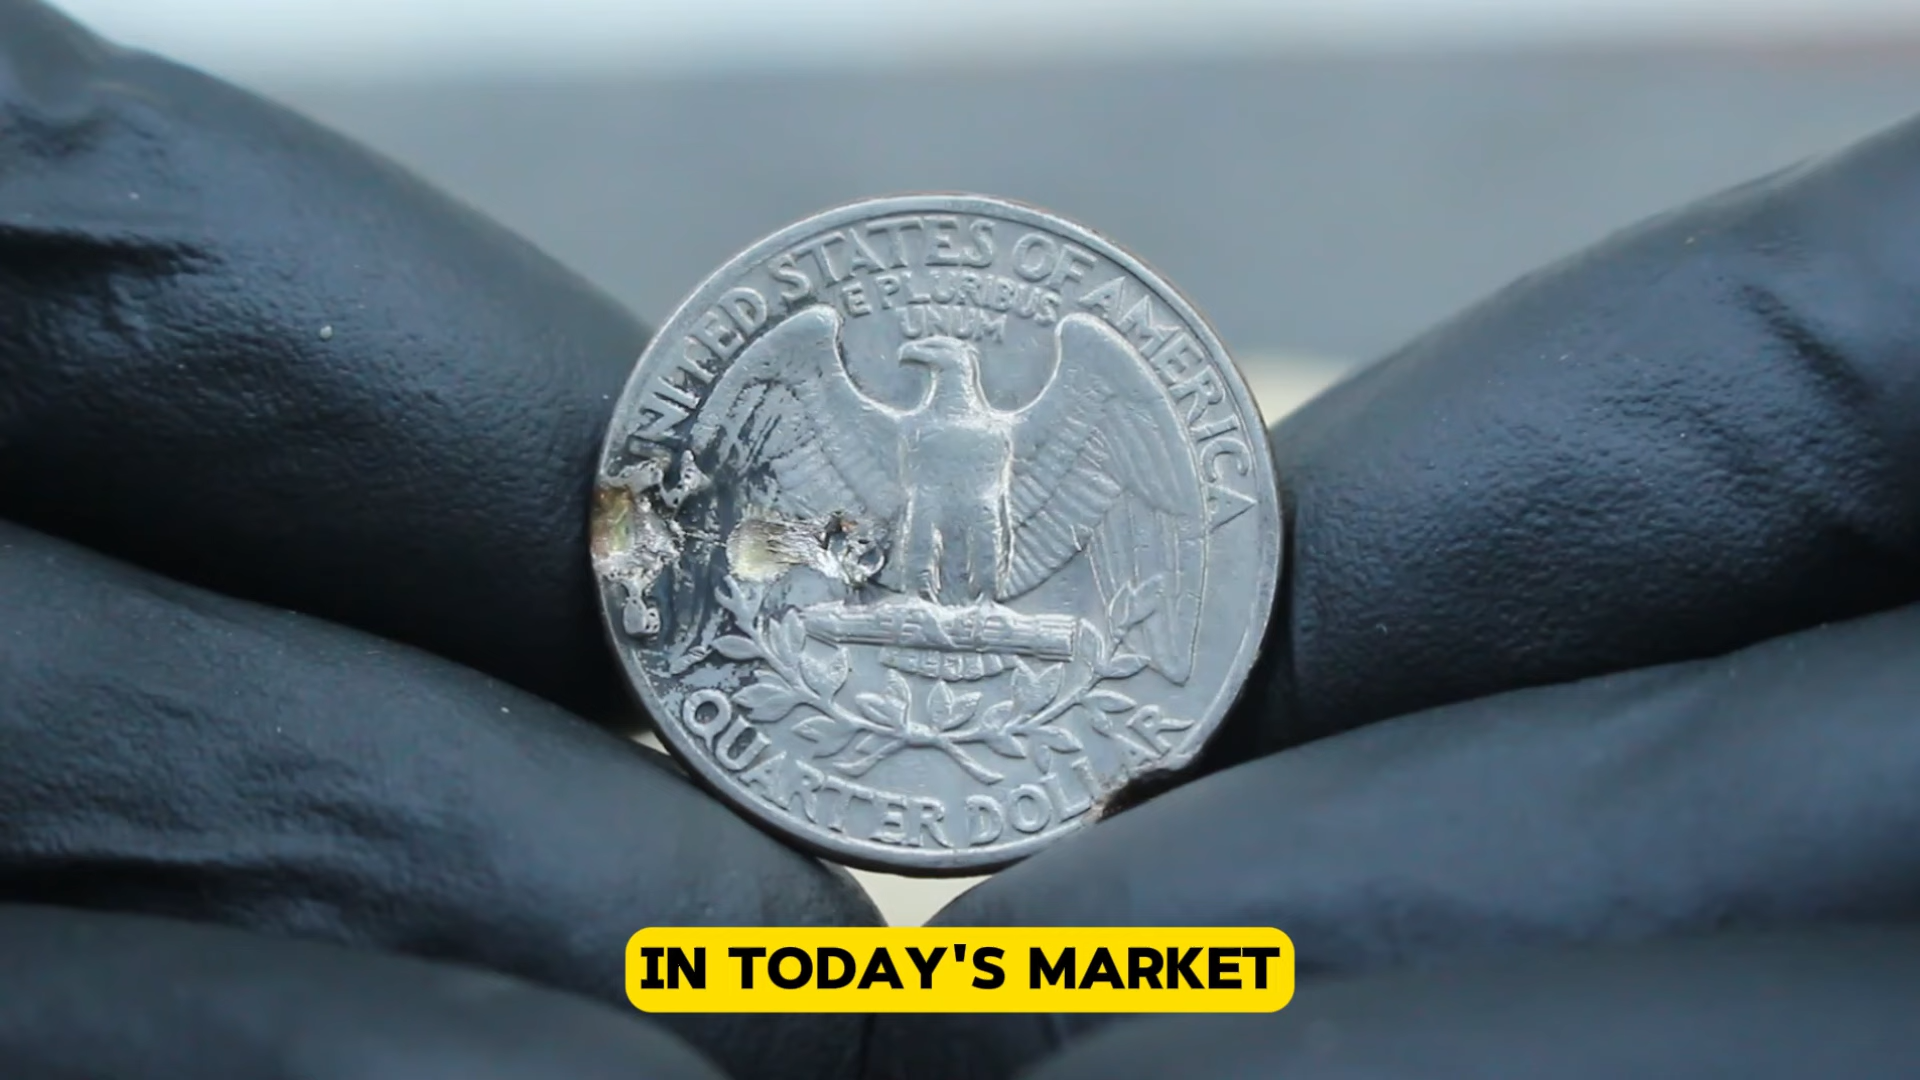 UNITED STATES OF AMERICA
E PLURIBUS
UNUM
QUARTER DOLLAR
IN TODAY'S MARKET